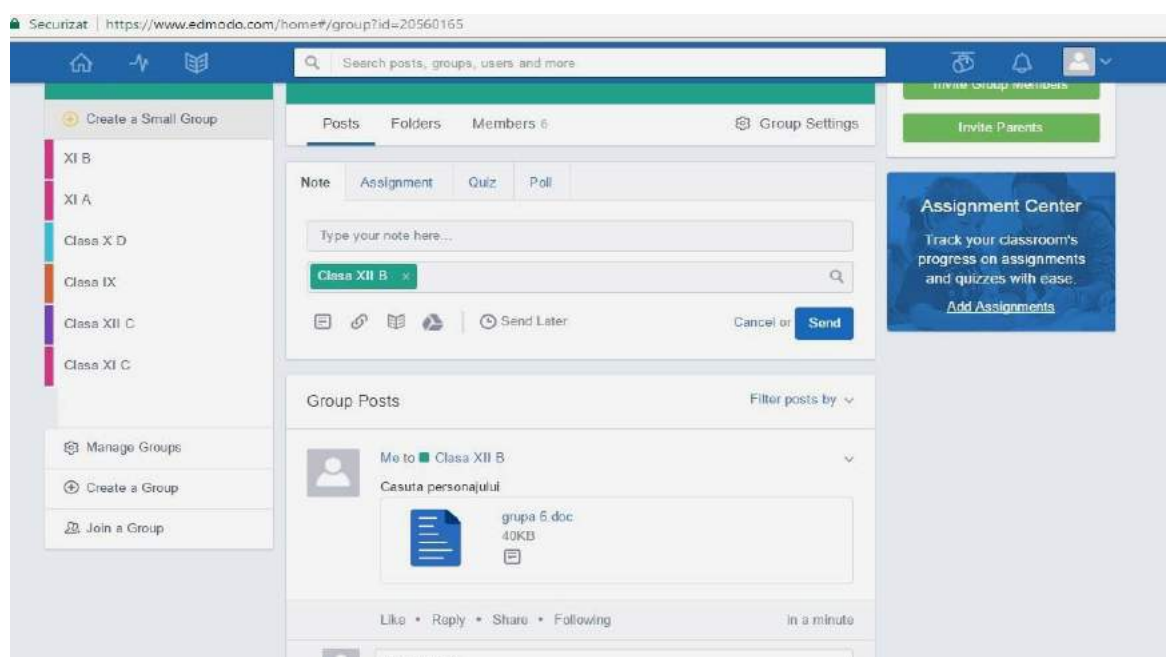 Securizat | https://www.edmodo.com/home#/group?id=20560165
Search posts, groups, users and more
Create a Small Group
XI B
XI A
Clasa X D
Clasa IX
Clasa XII C
Clasa XI C
Manage Groups
Create a Group
Join a Group
Posts Folders Members 6 Group Settings
Note Assignment Quiz Poll
Type your note here...
Clasa XII B ×
Send Later Cancel or Send
Group Posts Filter posts by
Me to Clasa XII B
Casuta personajului
grupa 6.doc
40KB
Like • Reply • Share • Following in a minute
Invite Group Members
Invite Parents
Assignment Center
Track your classroom's
progress on assignments
and quizzes with ease.
Add Assignments